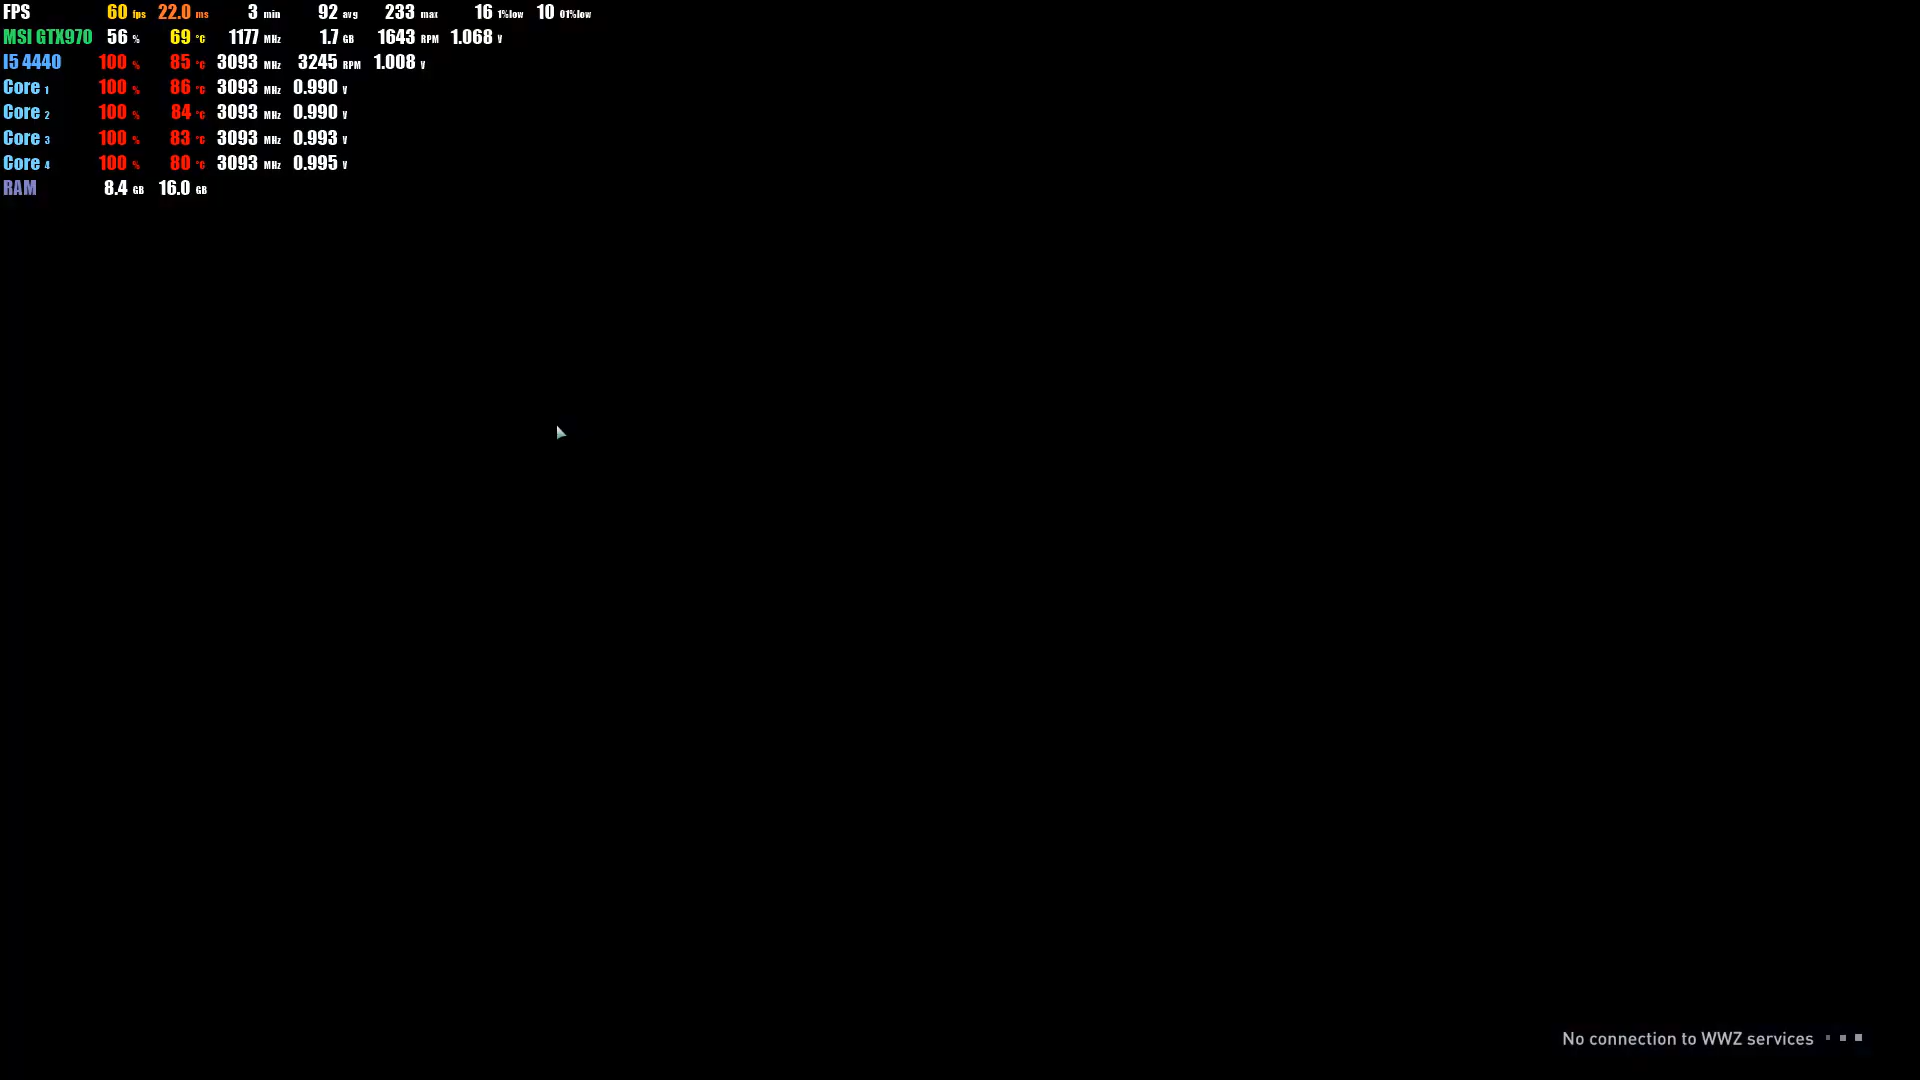 FPS 60 fps 22.0 ms 3 min 92 avg 233 max 16 1%low 10 01%low
MSI GTX970 56 % 69 °C 1177 MHz 1.7 GB 1643 RPM 1.068 V
I5 4440 100 % 85 °C 3093 MHz 3245 RPM 1.008 V
Core 1 100 % 86 °C 3093 MHz 0.990 V
Core 2 100 % 84 °C 3093 MHz 0.990 V
Core 3 100 % 83 °C 3093 MHz 0.993 V
Core 4 100 % 80 °C 3093 MHz 0.995 V
RAM 8.4 GB 16.0 GB
No connection to WWZ services